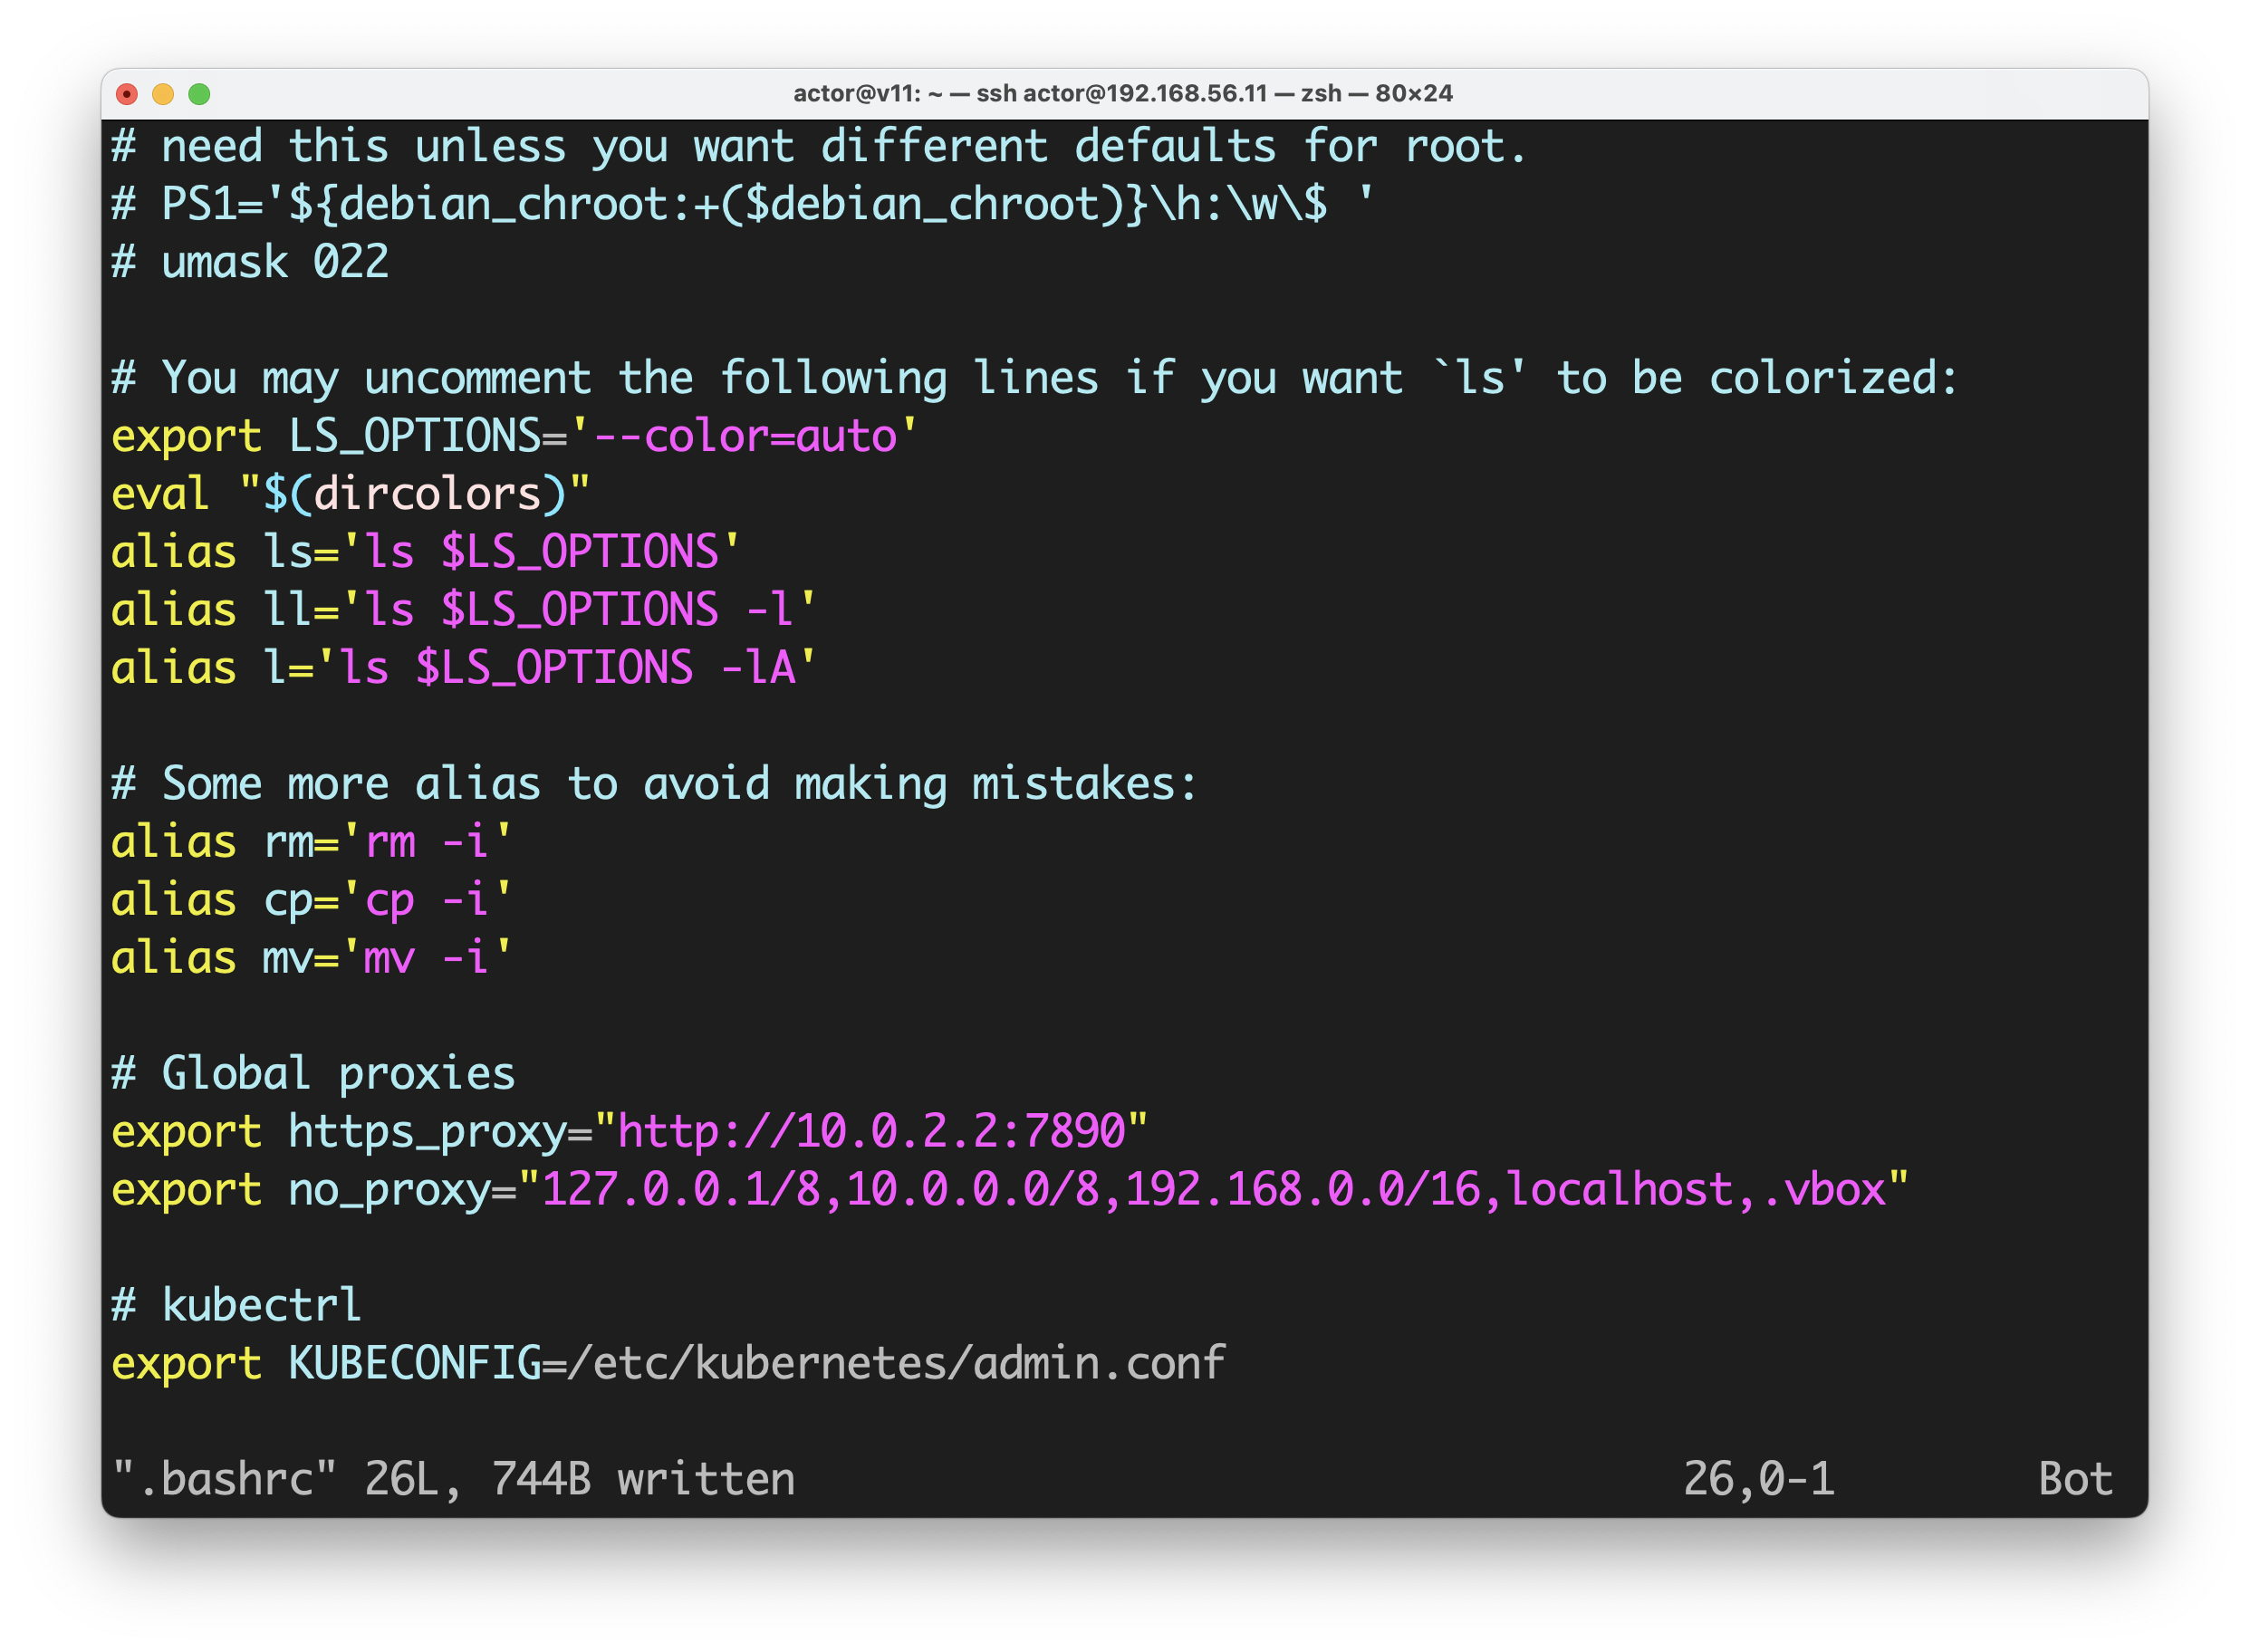 actor@v11: ~ — ssh actor@192.168.56.11 — zsh — 80×24
# need this unless you want different defaults for root.
# PS1='${debian_chroot:+($debian_chroot)}\h:\w\$ '
# umask 022
# You may uncomment the following lines if you want `ls' to be colorized:
export LS_OPTIONS='--color=auto'
eval "$(dircolors)"
alias ls='ls $LS_OPTIONS'
alias ll='ls $LS_OPTIONS -l'
alias l='ls $LS_OPTIONS -lA'
# Some more alias to avoid making mistakes:
alias rm='rm -i'
alias cp='cp -i'
alias mv='mv -i'
# Global proxies
export https_proxy="http://10.0.2.2:7890"
export no_proxy="127.0.0.1/8,10.0.0.0/8,192.168.0.0/16,localhost,.vbox"
# kubectrl
export KUBECONFIG=/etc/kubernetes/admin.conf
".bashrc" 26L, 744B written 26,0-1 Bot